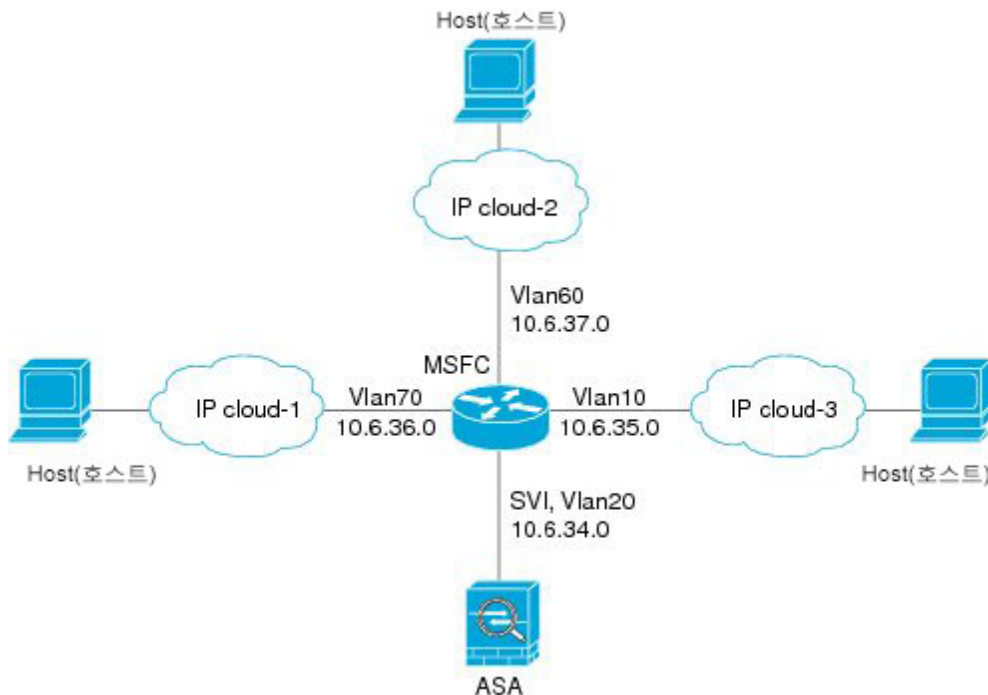 Host(호스트)
IP cloud-2
Vlan60
10.6.37.0
MSFC
IP cloud-1
Vlan70
10.6.36.0
Vlan10
10.6.35.0
IP cloud-3
Host(호스트)
Host(호스트)
SVI, Vlan20
10.6.34.0
ASA